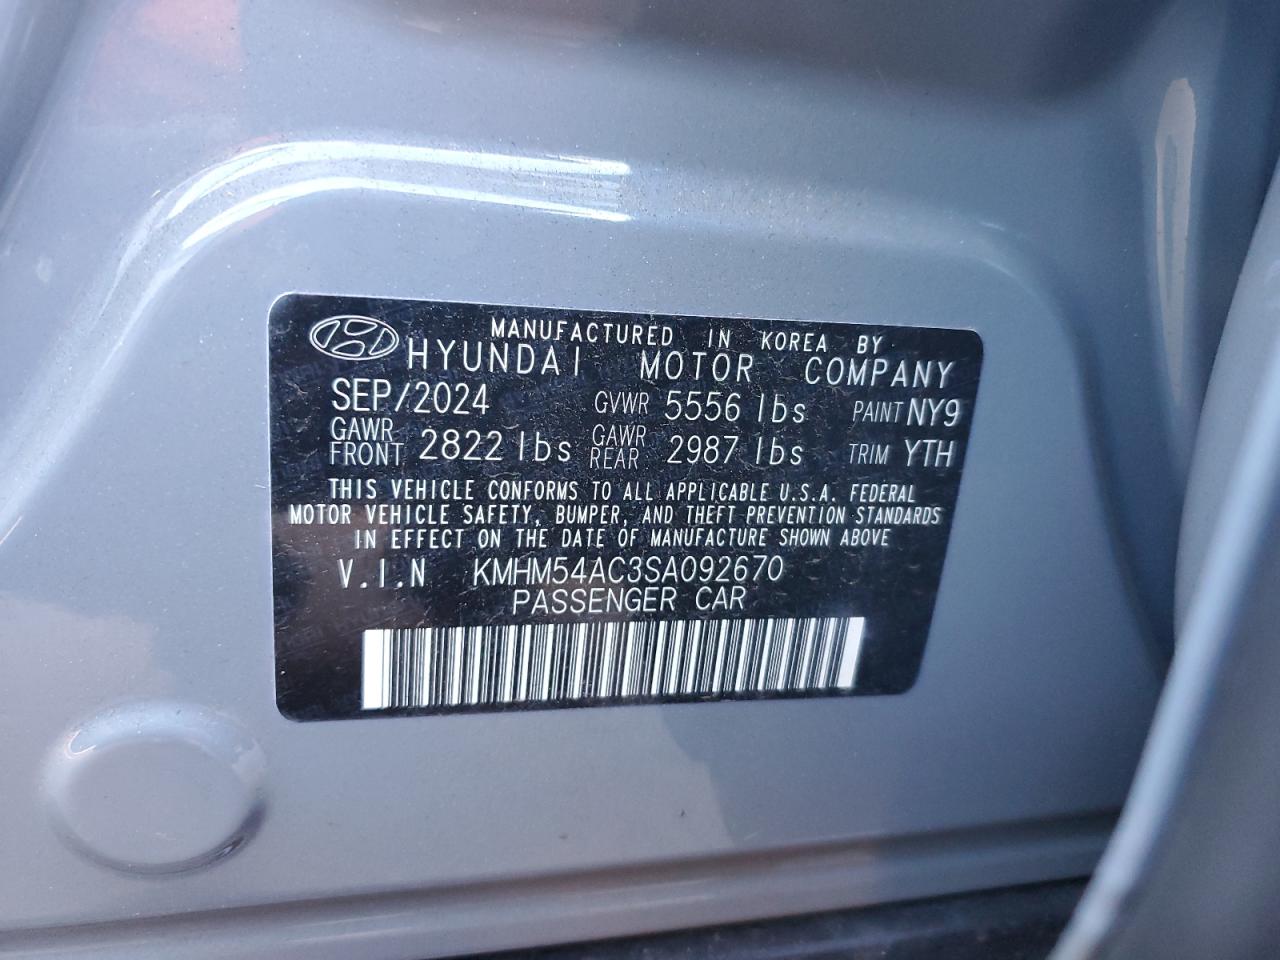 MANUFACTURED IN KOREA BY
HYUNDAI MOTOR COMPANY
SEP/2024 GVWR 5556 lbs PAINT NY9
GAWR FRONT 2822 lbs GAWR REAR 2987 lbs TRIM YTH
THIS VEHICLE CONFORMS TO ALL APPLICABLE U.S.A. FEDERAL
MOTOR VEHICLE SAFETY, BUMPER, AND THEFT PREVENTION STANDARDS
IN EFFECT ON THE DATE OF MANUFACTURE SHOWN ABOVE
V.I.N KMHM54AC3SA092670
PASSENGER CAR